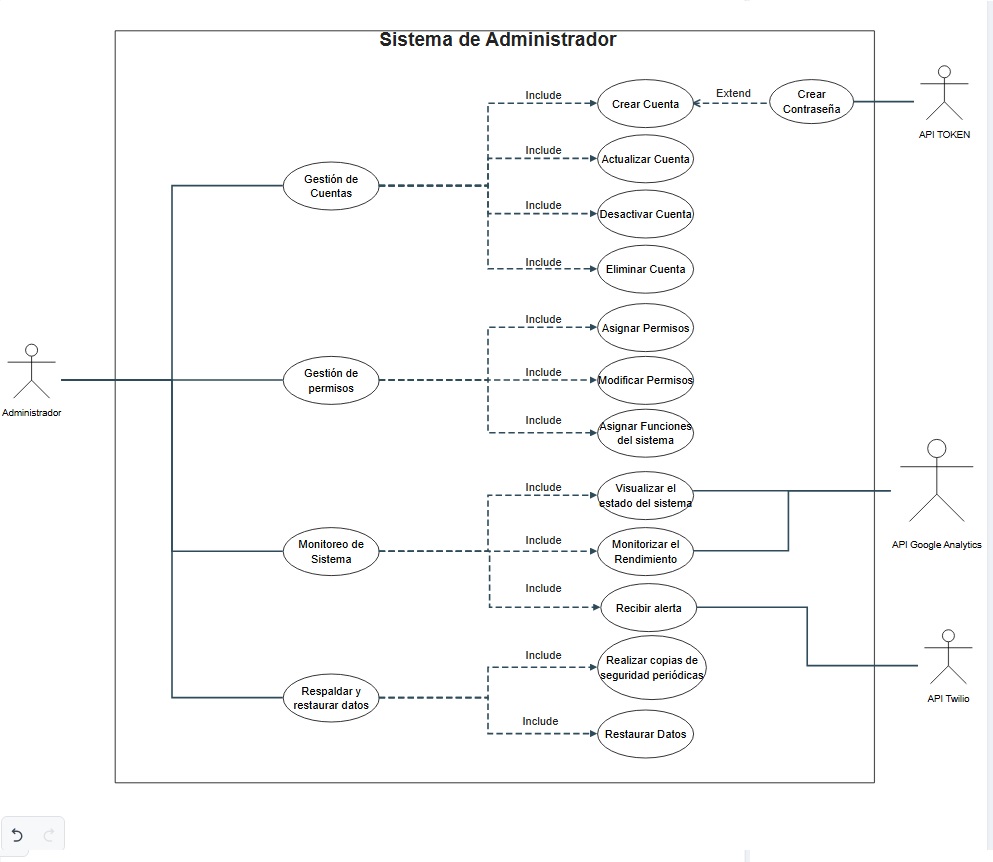 Sistema de Administrador
Include
Crear Cuenta
Extend
Crear
Contraseña
API TOKEN
Include
Actualizar Cuenta
Gestión de
Cuentas
Include
Desactivar Cuenta
Include
Eliminar Cuenta
Include
Asignar Permisos
Administrador
Gestión de
permisos
Include
Modificar Permisos
Include
Asignar Funciones
del sistema
Include
Visualizar el
estado del sistema
API Google Analytics
Monitoreo de
Sistema
Include
Monitorizar el
Rendimiento
Include
Recibir alerta
API Twilio
Include
Realizar copias de
seguridad periódicas
Respaldar y
restaurar datos
Include
Restaurar Datos